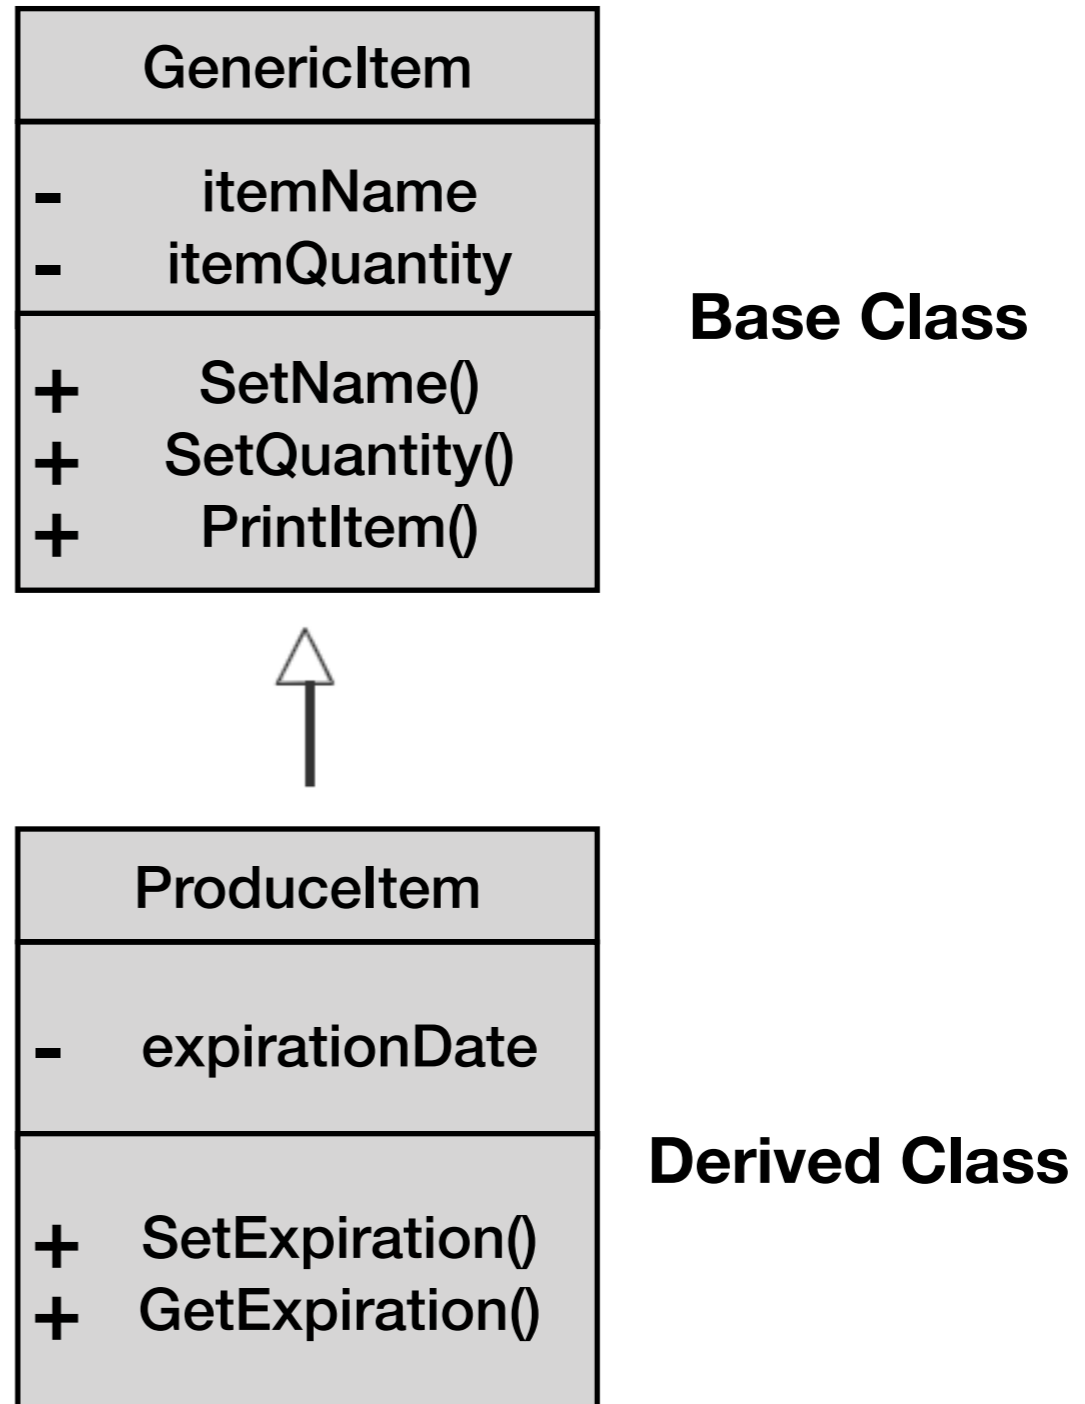 GenericItem
- itemName
- itemQuantity
Base Class
+ SetName()
+ SetQuantity()
+ PrintItem()
ProduceItem
- expirationDate
Derived Class
+ SetExpiration()
+ GetExpiration()